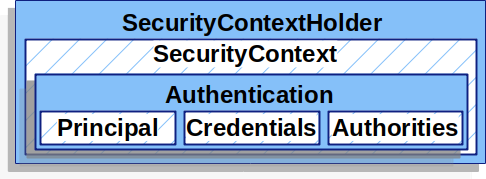 SecurityContextHolder
SecurityContext
Authentication
Principal Credentials Authorities